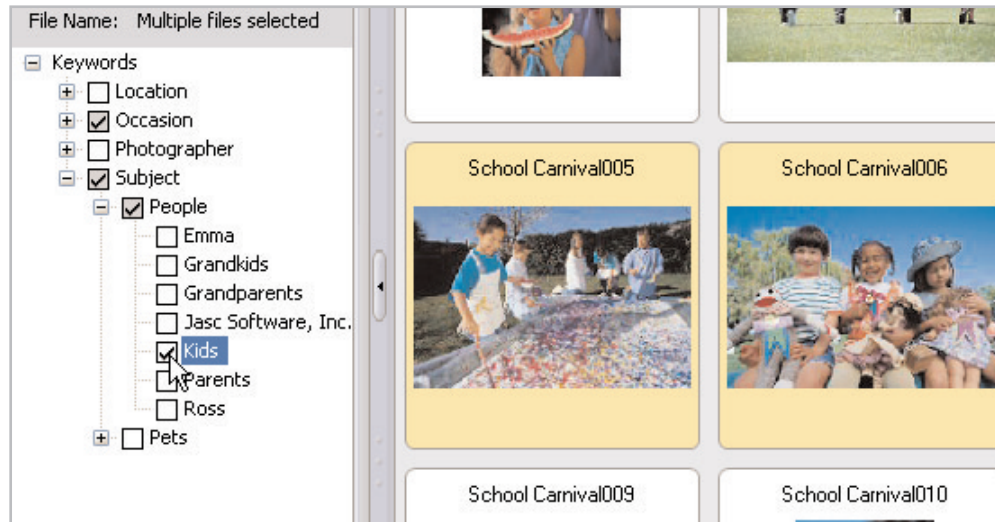 File Name: Multiple files selected
Keywords
Location
Occasion
Photographer
Subject
People
Emma
Grandkids
Grandparents
Jasc Software, Inc.
Kids
Parents
Ross
Pets
School Carnival005
School Carnival006
School Carnival009
School Carnival010